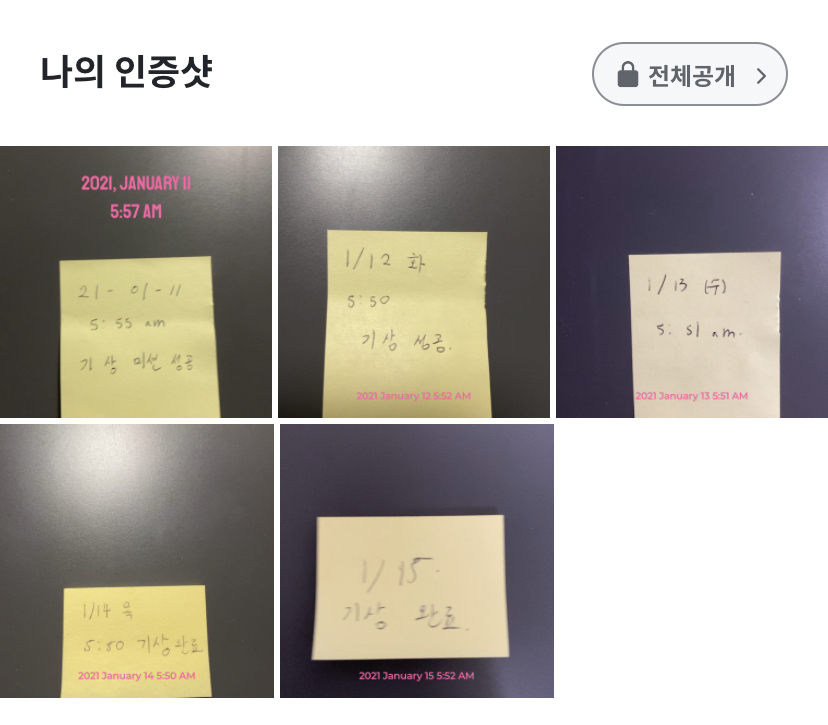 나의 인증샷
전체공개
2021, JANUARY 11
5:57 AM
21 - 01 - 11
5: 55 am
기 상 미션 성공
1/12 화
5:50
기상 성공.
2021 January 12 5:52 AM
1/13 (수)
5: 51 am.
2021 January 13 5:51 AM
1/14 목
5:50 기상완료
2021 January 14 5:50 AM
1/15.
기상 완료.
2021 January 15 5:52 AM